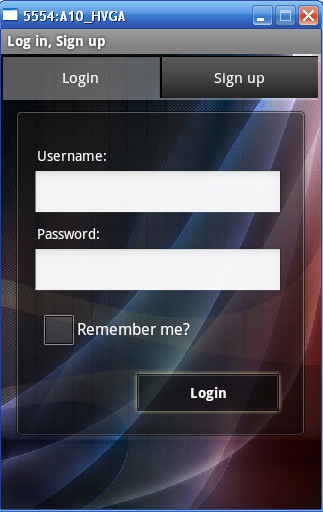 5554:A10_HVGA
Log in, Sign up
Login Sign up
Username:
Password:
Remember me?
Login